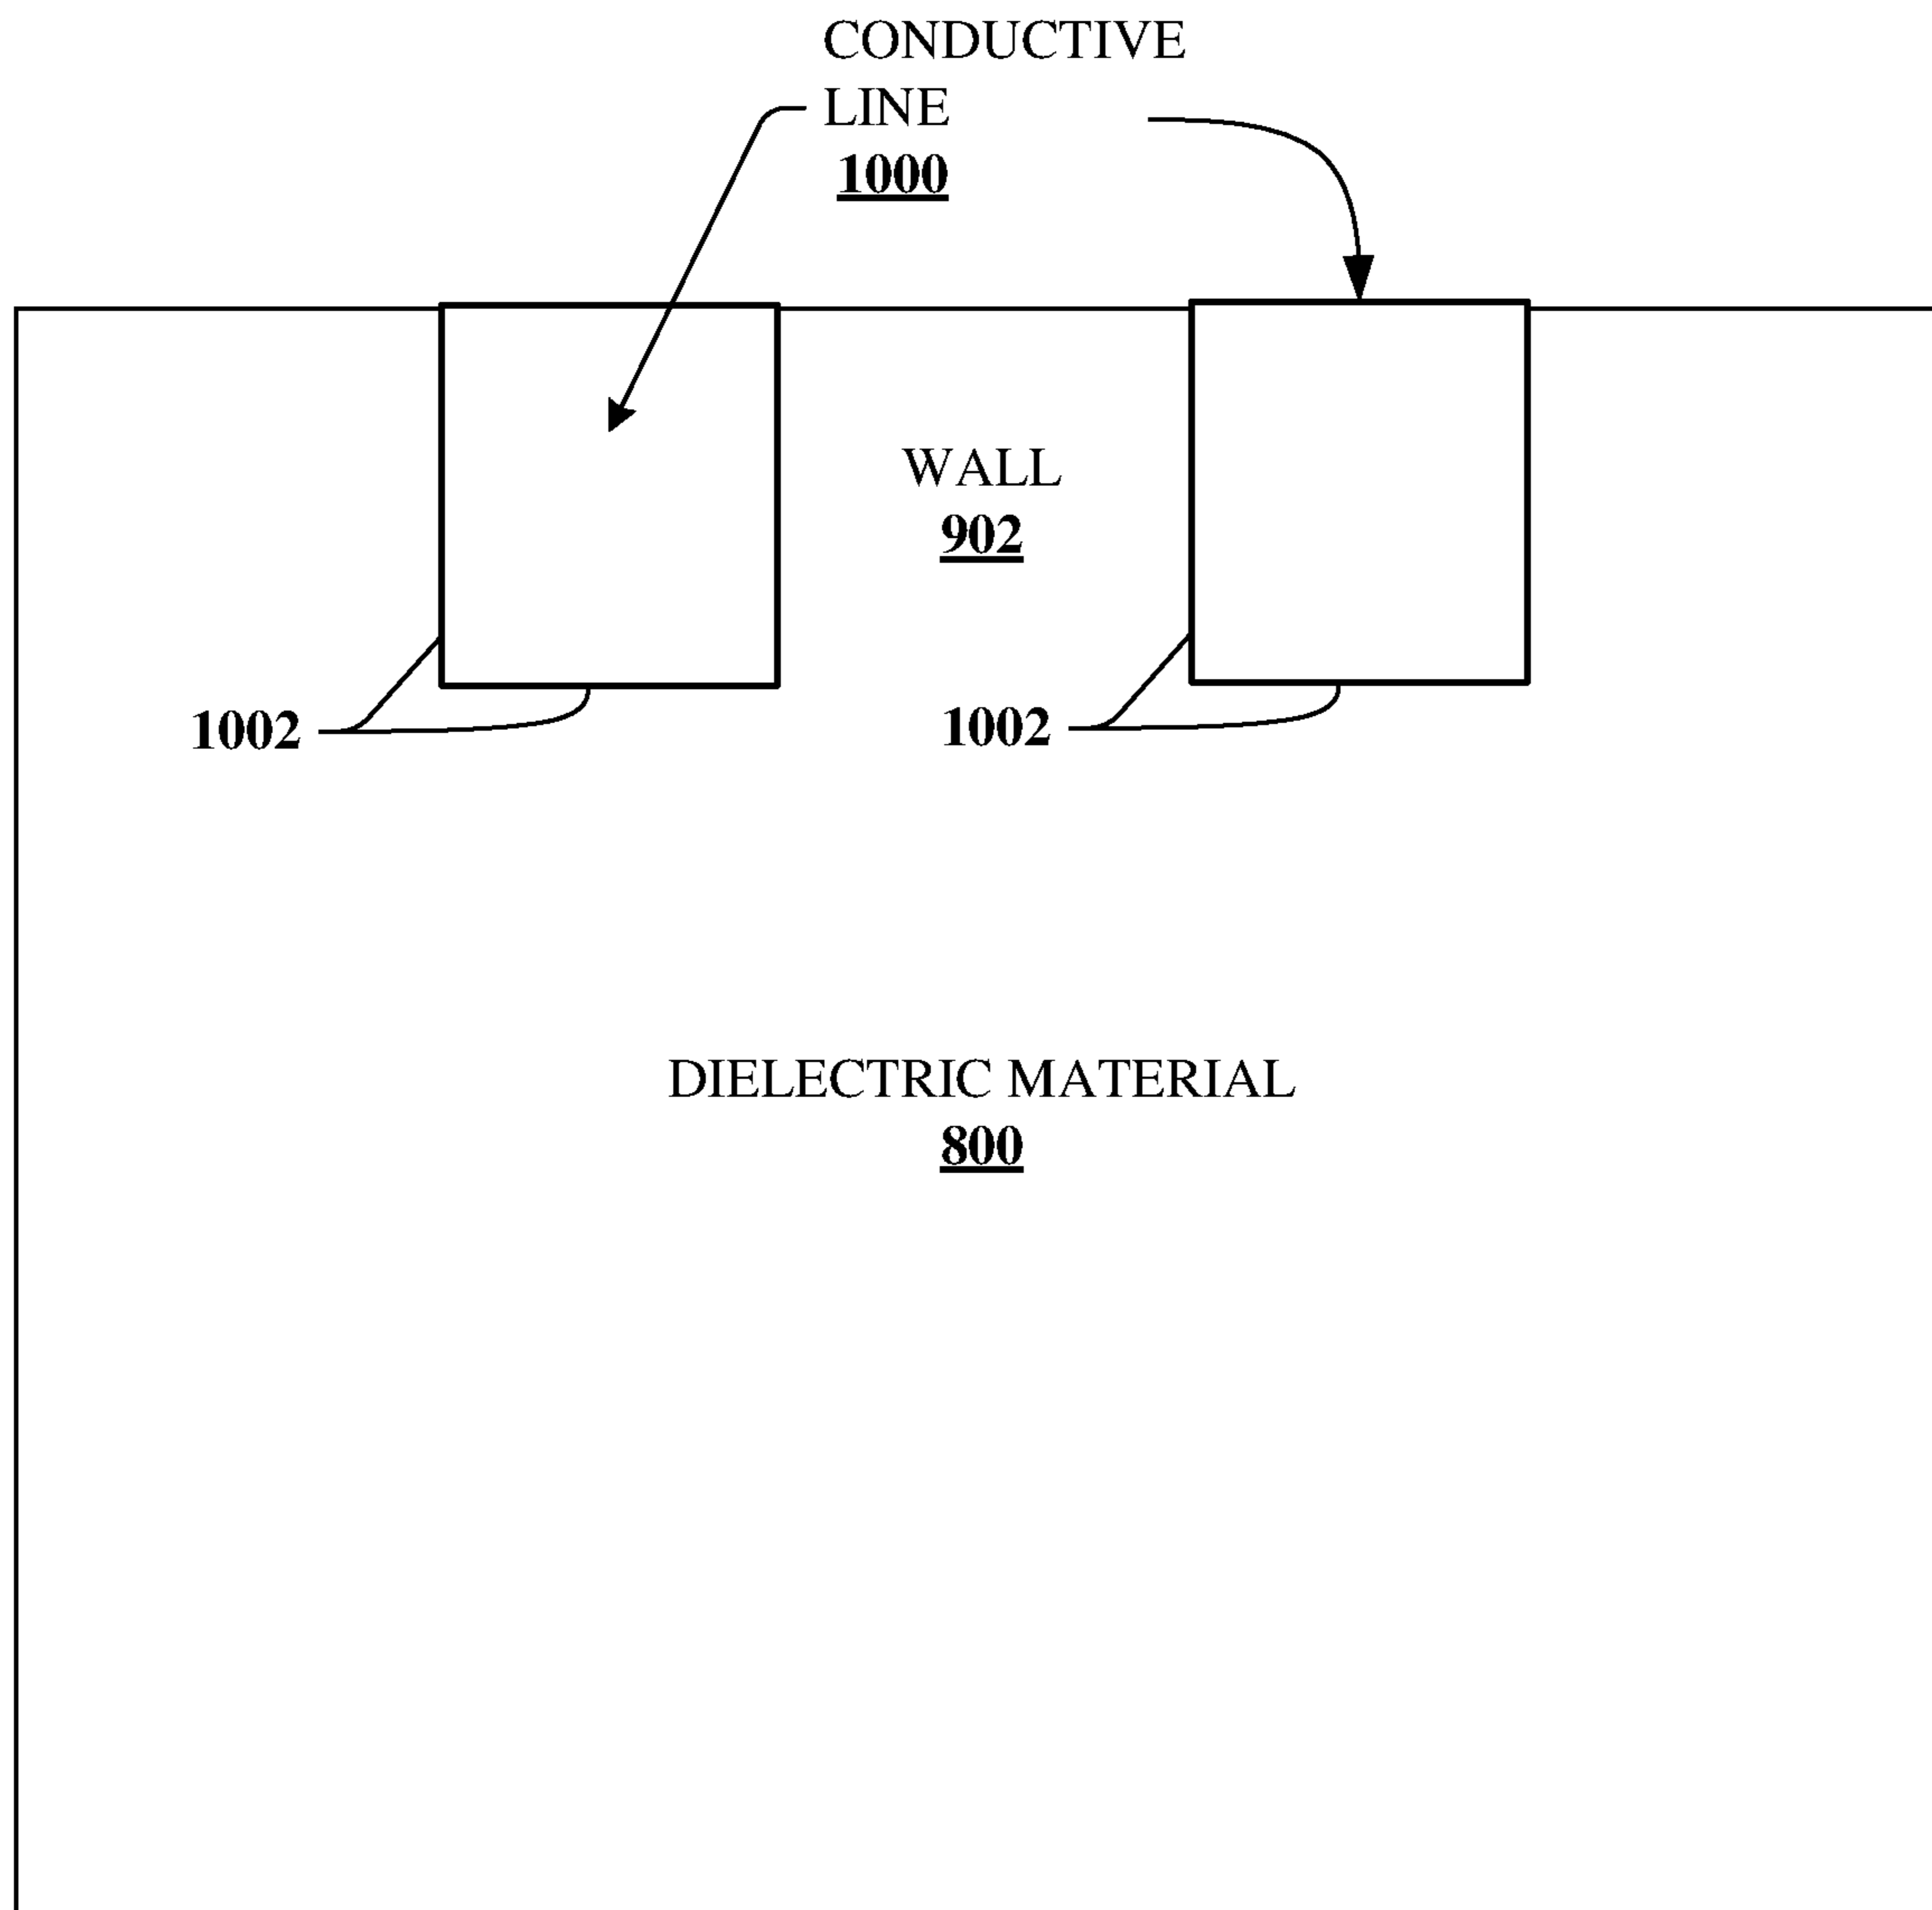 CONDUCTIVE
LINE
1000
WALL
902
1002
1002
DIELECTRIC MATERIAL
800